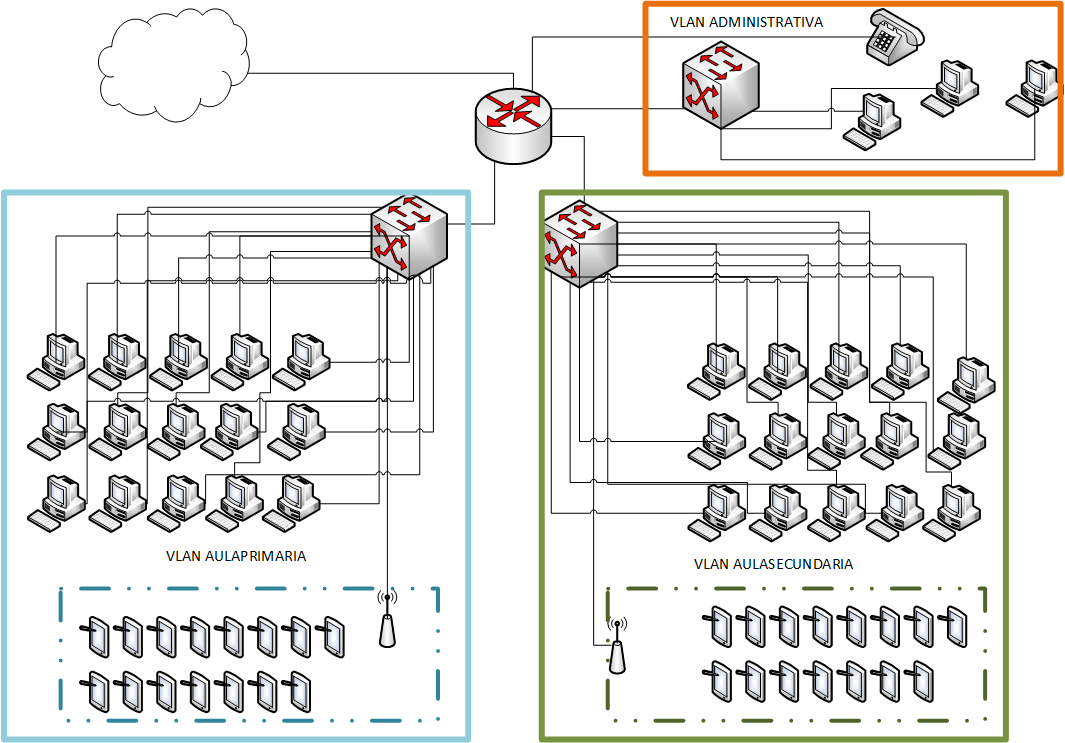 VLAN ADMINISTRATIVA
VLAN AULAPRIMARIA
VLAN AULASECUNDARIA